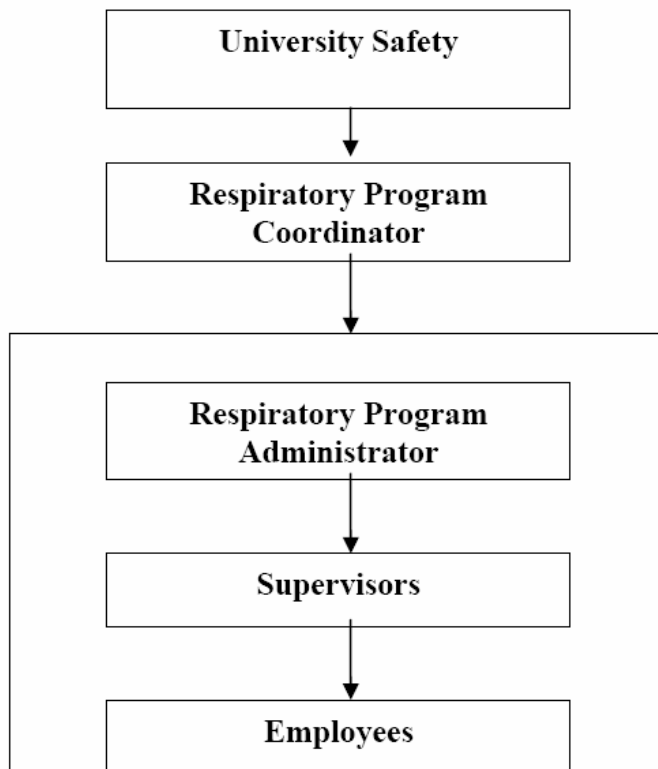 University Safety
Respiratory Program
Coordinator
Respiratory Program
Administrator
Supervisors
Employees